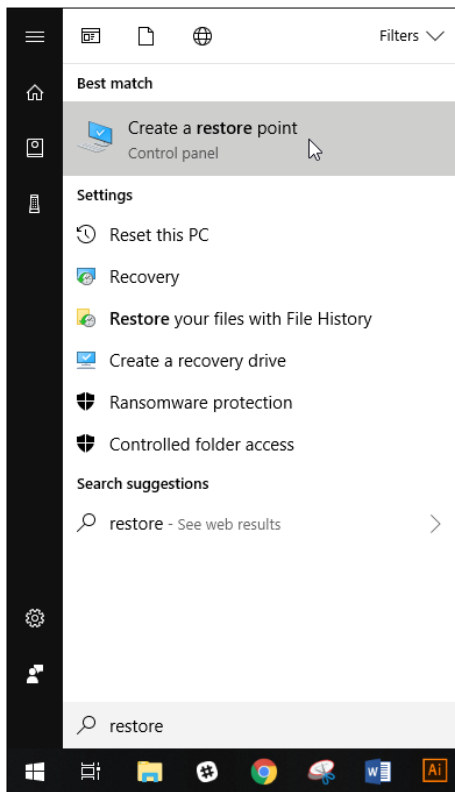 Filters
Best match
Create a restore point
Control panel
Settings
Reset this PC
Recovery
Restore your files with File History
Create a recovery drive
Ransomware protection
Controlled folder access
Search suggestions
restore - See web results
restore
W
Ai